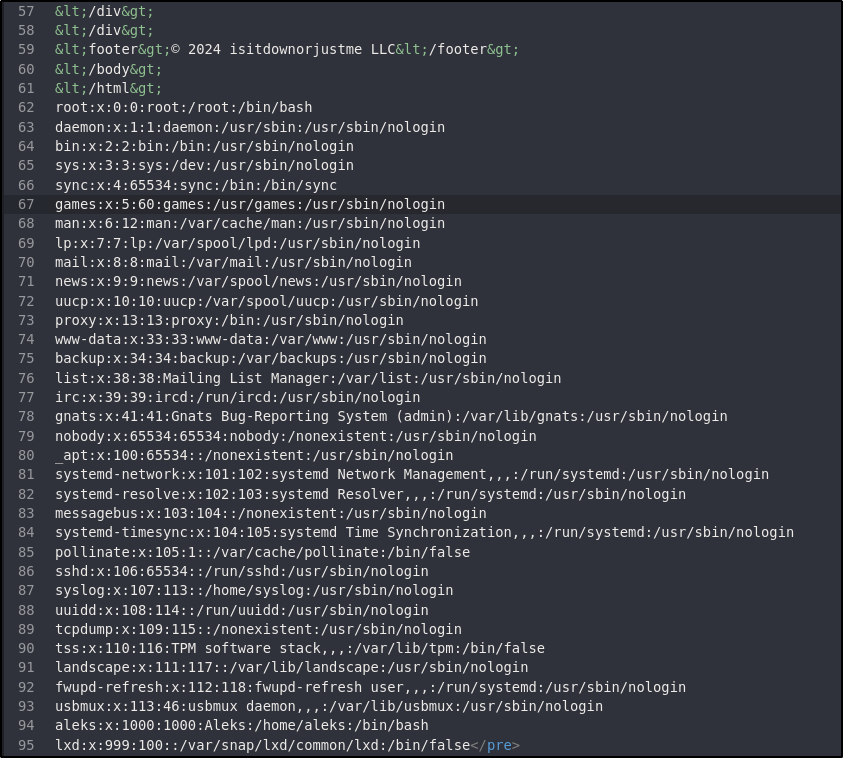 57 &lt;/div&gt;
58 &lt;/div&gt;
59 &lt;footer&gt;© 2024 isitdownorjustme LLC&lt;/footer&gt;
60 &lt;/body&gt;
61 &lt;/html&gt;
62 root:x:0:0:root:/root:/bin/bash
63 daemon:x:1:1:daemon:/usr/sbin:/usr/sbin/nologin
64 bin:x:2:2:bin:/bin:/usr/sbin/nologin
65 sys:x:3:3:sys:/dev:/usr/sbin/nologin
66 sync:x:4:65534:sync:/bin:/bin/sync
67 games:x:5:60:games:/usr/games:/usr/sbin/nologin
68 man:x:6:12:man:/var/cache/man:/usr/sbin/nologin
69 lp:x:7:7:lp:/var/spool/lpd:/usr/sbin/nologin
70 mail:x:8:8:mail:/var/mail:/usr/sbin/nologin
71 news:x:9:9:news:/var/spool/news:/usr/sbin/nologin
72 uucp:x:10:10:uucp:/var/spool/uucp:/usr/sbin/nologin
73 proxy:x:13:13:proxy:/bin:/usr/sbin/nologin
74 www-data:x:33:33:www-data:/var/www:/usr/sbin/nologin
75 backup:x:34:34:backup:/var/backups:/usr/sbin/nologin
76 list:x:38:38:Mailing List Manager:/var/list:/usr/sbin/nologin
77 irc:x:39:39:ircd:/run/ircd:/usr/sbin/nologin
78 gnats:x:41:41:Gnats Bug-Reporting System (admin):/var/lib/gnats:/usr/sbin/nologin
79 nobody:x:65534:65534:nobody:/nonexistent:/usr/sbin/nologin
80 _apt:x:100:65534::/nonexistent:/usr/sbin/nologin
81 systemd-network:x:101:102:systemd Network Management,,,:/run/systemd:/usr/sbin/nologin
82 systemd-resolve:x:102:103:systemd Resolver,,,:/run/systemd:/usr/sbin/nologin
83 messagebus:x:103:104::/nonexistent:/usr/sbin/nologin
84 systemd-timesync:x:104:105:systemd Time Synchronization,,,:/run/systemd:/usr/sbin/nologin
85 pollinate:x:105:1::/var/cache/pollinate:/bin/false
86 sshd:x:106:65534::/run/sshd:/usr/sbin/nologin
87 syslog:x:107:113::/home/syslog:/usr/sbin/nologin
88 uuidd:x:108:114::/run/uuidd:/usr/sbin/nologin
89 tcpdump:x:109:115::/nonexistent:/usr/sbin/nologin
90 tss:x:110:116:TPM software stack,,,:/var/lib/tpm:/bin/false
91 landscape:x:111:117::/var/lib/landscape:/usr/sbin/nologin
92 fwupd-refresh:x:112:118:fwupd-refresh user,,,:/run/systemd:/usr/sbin/nologin
93 usbmux:x:113:46:usbmux daemon,,,:/var/lib/usbmux:/usr/sbin/nologin
94 aleks:x:1000:1000:Aleks:/home/aleks:/bin/bash
95 lxd:x:999:100::/var/snap/lxd/common/lxd:/bin/false</pre>